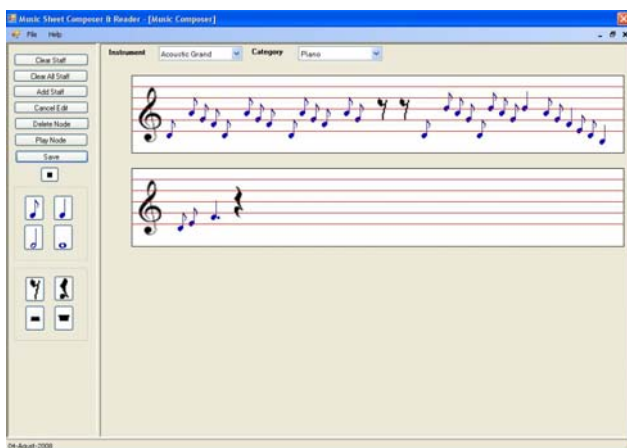 Music Sheet Composer & Reader - [Music Composer]
File Help
Instrument Acoustic Grand Category Piano
Clear Staff
Clear All Staff
Add Staff
Cancel Edit
Delete Node
Play Node
Save
04-Agust-2008